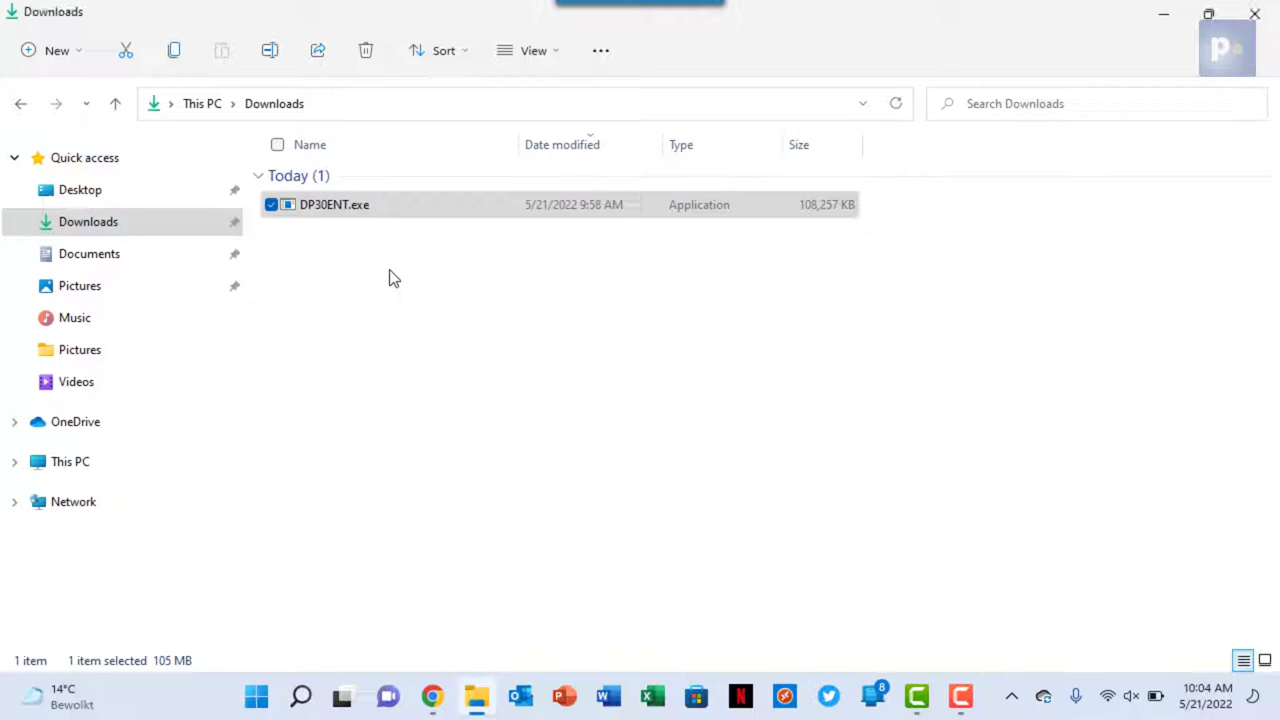 Downloads
New
Sort
View
This PC > Downloads
Search Downloads
Name Date modified Type Size
Quick access
Today (1)
Desktop
DP30ENT.exe 5/21/2022 9:58 AM Application 108,257 KB
Downloads
Documents
Pictures
Music
Pictures
Videos
OneDrive
This PC
Network
1 item 1 item selected 105 MB
14°C
Bewolkt
8
10:04 AM
5/21/2022